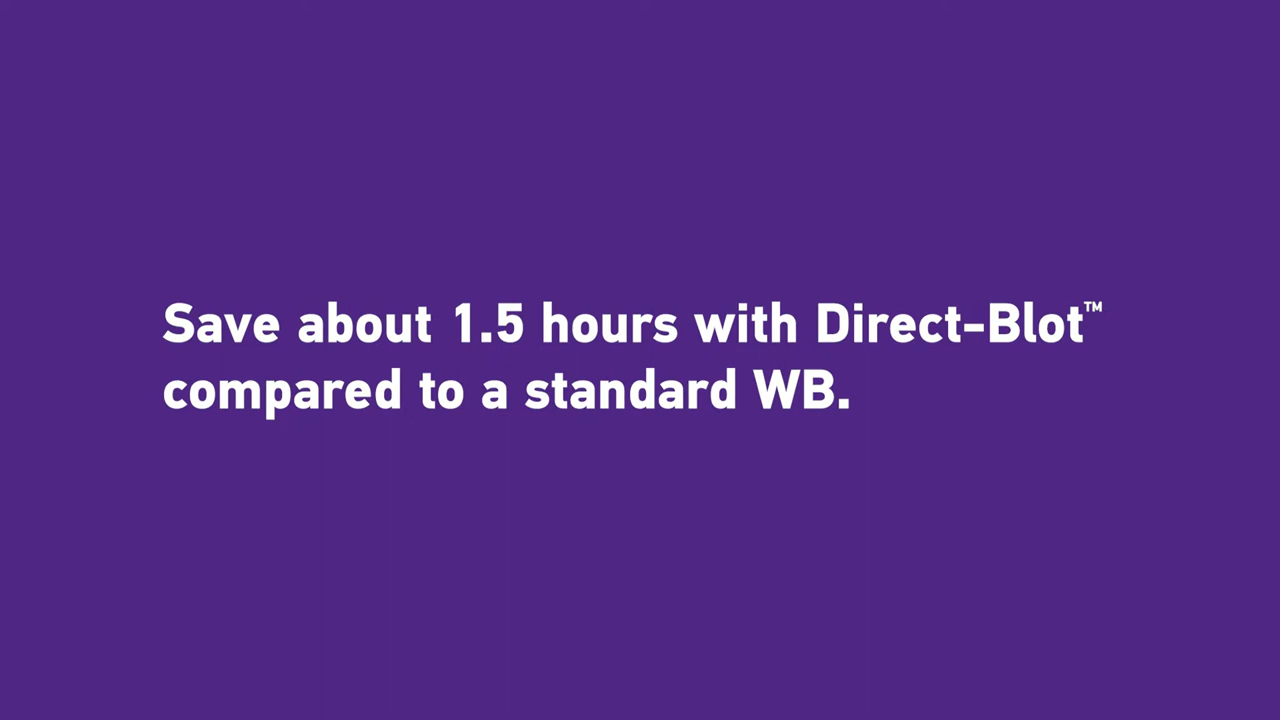 Save about 1.5 hours with Direct-Blot™
compared to a standard WB.